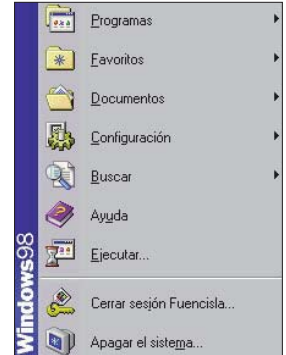 Programas
Favoritos
Documentos
Configuración
Buscar
Ayuda
Ejecutar...
Cerrar sesión Fuencisla...
Apagar el sistema...
Windows98